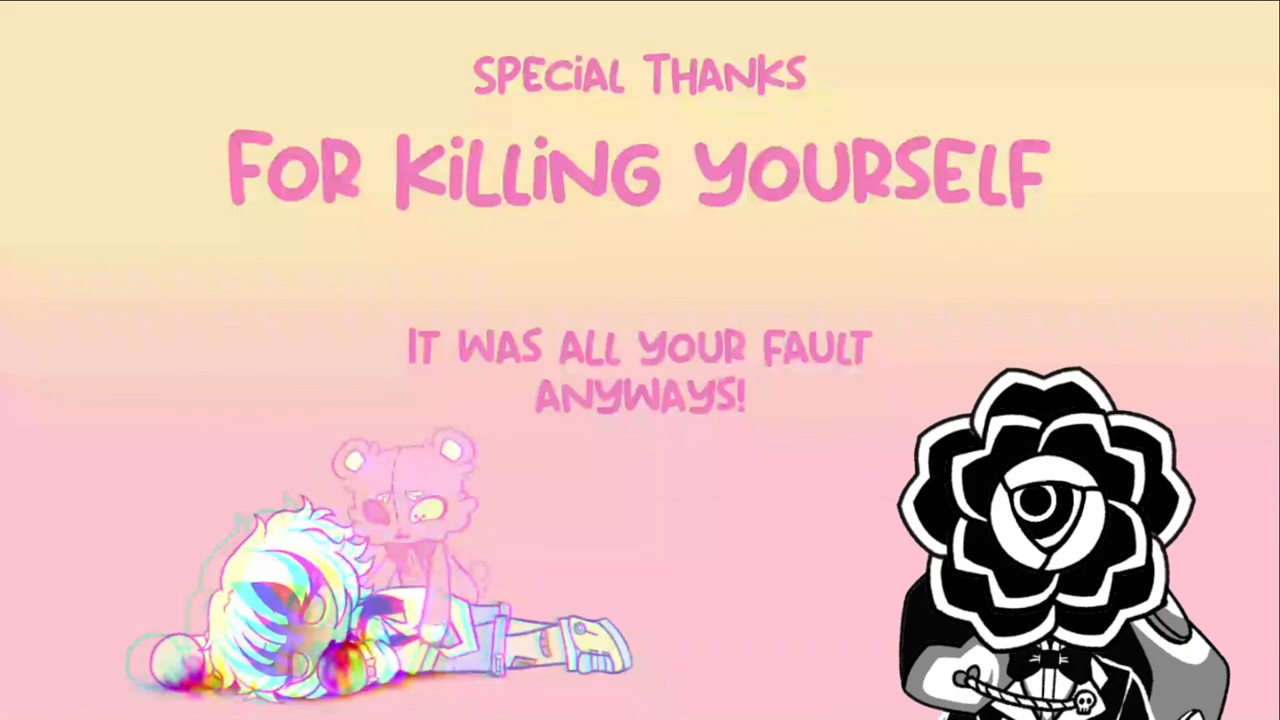 SPECiAL THANKS
FOR KiLLiNG YOURSELF
IT WAS ALL YOUR FAULT
ANYWAYS!